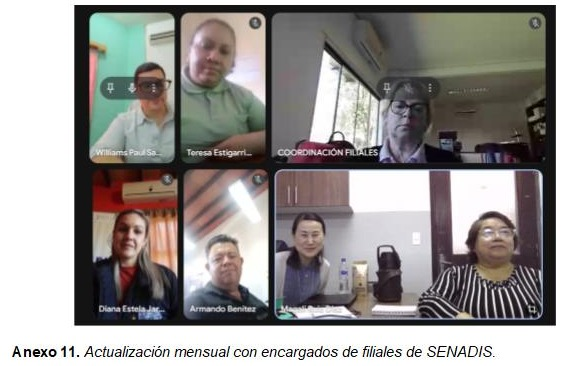 Williams Paul Sa...
Teresa Estigarri...
COORDINACIÓN FILIALES
Diana Estela Jar...
Armando Benitez
Anexo 11. Actualización mensual con encargados de filiales de SENADIS.